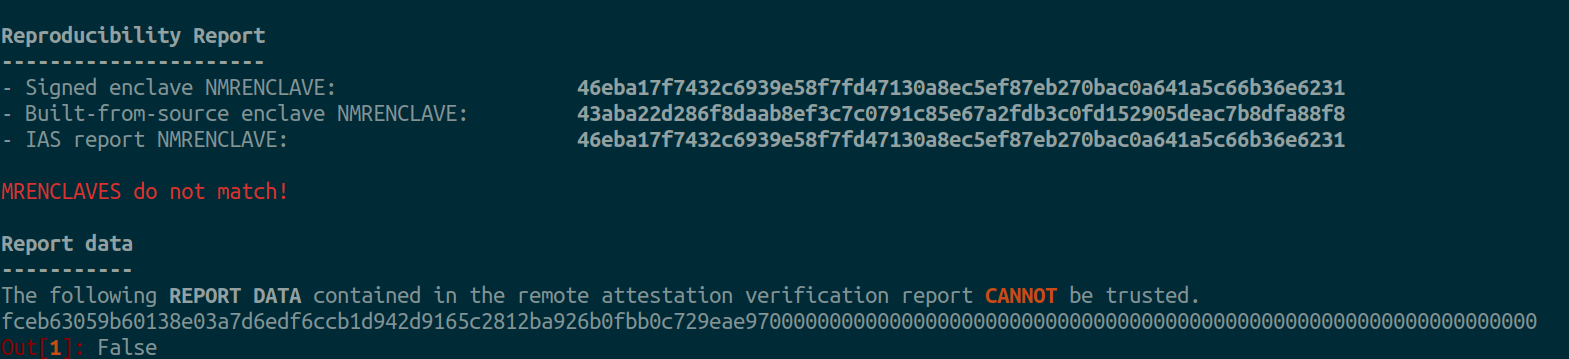 Reproducibility Report
----------------------
- Signed enclave NMRENCLAVE: 46eba17f7432c6939e58f7fd47130a8ec5ef87eb270bac0a641a5c66b36e6231
- Built-from-source enclave NMRENCLAVE: 43aba22d286f8daab8ef3c7c0791c85e67a2fdb3c0fd152905deac7b8dfa88f8
- IAS report NMRENCLAVE: 46eba17f7432c6939e58f7fd47130a8ec5ef87eb270bac0a641a5c66b36e6231
MRENCLAVES do not match!
Report data
-----------
The following REPORT DATA contained in the remote attestation verification report CANNOT be trusted.
fceb63059b60138e03a7d6edf6ccb1d942d9165c2812ba926b0fbb0c729eae970000000000000000000000000000000000000000000000000000000000000000
Out[1]: False